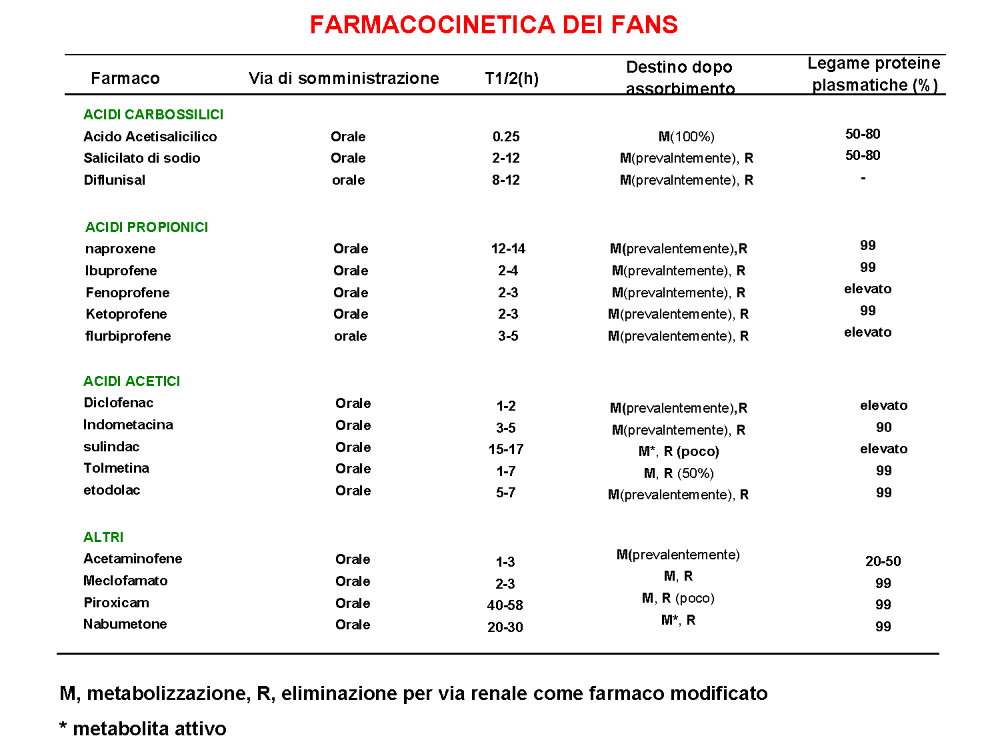 FARMACOCINETICA DEI FANS
Farmaco Via di somministrazione T1/2(h) Destino dopo assorbimento Legame proteine plasmatiche (%)
ACIDI CARBOSSILICI
Acido Acetisalicilico Orale 0.25 M(100%) 50-80
Salicilato di sodio Orale 2-12 M(prevalntemente), R 50-80
Diflunisal orale 8-12 M(prevalntemente), R -
ACIDI PROPIONICI
naproxene Orale 12-14 M(prevalentemente),R 99
Ibuprofene Orale 2-4 M(prevalntemente), R 99
Fenoprofene Orale 2-3 M(prevalntemente), R elevato
Ketoprofene Orale 2-3 M(prevalentemente), R 99
flurbiprofene orale 3-5 M(prevalentemente), R elevato
ACIDI ACETICI
Diclofenac Orale 1-2 M(prevalentemente),R elevato
Indometacina Orale 3-5 M(prevalntemente), R 90
sulindac Orale 15-17 M*, R (poco) elevato
Tolmetina Orale 1-7 M, R (50%) 99
etodolac Orale 5-7 M(prevalentemente), R 99
ALTRI
Acetaminofene Orale 1-3 M(prevalentemente) 20-50
Meclofamato Orale 2-3 M, R 99
Piroxicam Orale 40-58 M, R (poco) 99
Nabumetone Orale 20-30 M*, R 99
M, metabolizzazione, R, eliminazione per via renale come farmaco modificato
* metabolita attivo